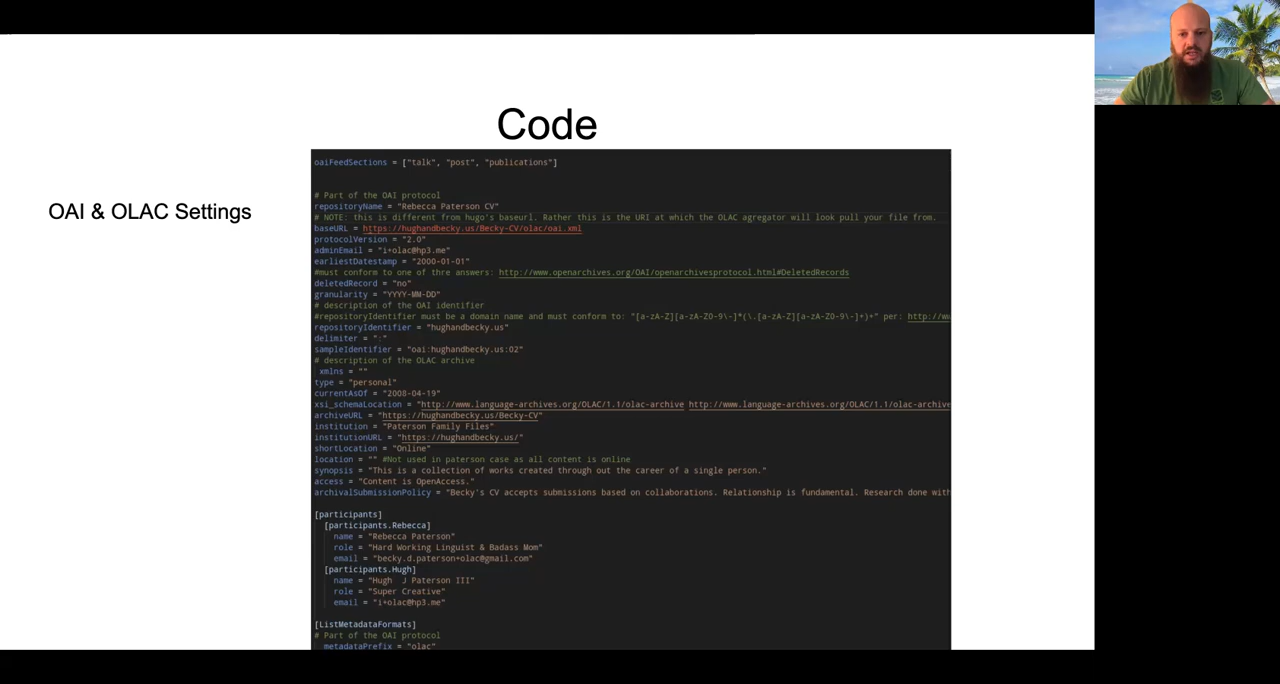 Code
OAI & OLAC Settings
oaiFeedSections = ["talk", "post", "publications"]
# Part of the OAI protocol
repositoryName = "Rebecca Paterson CV"
# NOTE: this is different from hugo's baseurl. Rather this is the URI at which the OLAC agregator will look pull your file from.
baseURL = https://hughandbecky.us/Becky-CV/olac/oai.xml
protocolVersion = "2.0"
adminEmail = "i+olac@hp3.me"
earliestDatestamp = "2000-01-01"
#must conform to one of thre answers: http://www.openarchives.org/OAI/openarchivesprotocol.html#DeletedRecords
deletedRecord = "no"
granularity = "YYYY-MM-DD"
# description of the OAI identifier
#repositoryIdentifier must be a domain name and must conform to: "[a-zA-Z][a-zA-Z0-9\-]*(\.[a-zA-Z][a-zA-Z0-9\-]+)+" per: http://ww
repositoryIdentifier = "hughandbecky.us"
delimiter = ":"
sampleIdentifier = "oai:hughandbecky.us:02"
# description of the OLAC archive
xmlns = ""
type = "personal"
currentAsOf = "2008-04-19"
xsi_schemaLocation = "http://www.language-archives.org/OLAC/1.1/olac-archive http://www.language-archives.org/OLAC/1.1/olac-archive
archiveURL = "https://hughandbecky.us/Becky-CV"
institution = "Paterson Family Files"
institutionURL = "https://hughandbecky.us/"
shortLocation = "Online"
location = "" #Not used in paterson case as all content is online
synopsis = "This is a collection of works created through out the career of a single person."
access = "Content is OpenAccess."
archivalSubmissionPolicy = "Becky's CV accepts submissions based on collaborations. Relationship is fundamental. Research done with
[participants]
[participants.Rebecca]
name = "Rebecca Paterson"
role = "Hard Working Linguist & Badass Mom"
email = "becky.d.paterson+olac@gmail.com"
[participants.Hugh]
name = "Hugh J Paterson III"
role = "Super Creative"
email = "i+olac@hp3.me"
[ListMetadataFormats]
# Part of the OAI protocol
metadataPrefix = "olac"